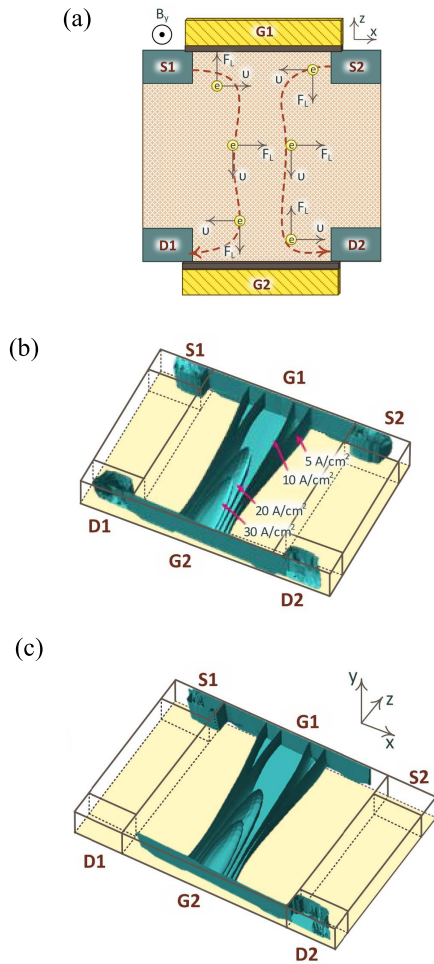 (a)
B_y
G1
z
x
S1
S2
F_L
e
υ
υ
e
F_L
e
F_L
υ
e
F_L
υ
υ
e
F_L
F_L
e
υ
D1
D2
G2
(b)
S1
G1
S2
5 A/cm²
10 A/cm²
20 A/cm²
30 A/cm²
D1
G2
D2
(c)
S1
G1
y
z
x
S2
D1
G2
D2